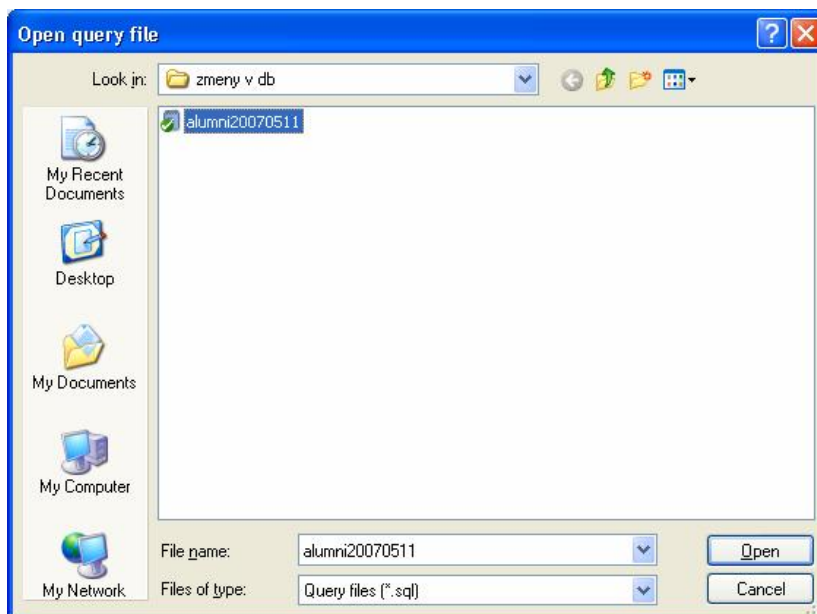 Open query file
Look in: zmeny v db
alumni20070511
My Recent
Documents
Desktop
My Documents
My Computer
My Network
File name: alumni20070511 Open
Files of type: Query files (*.sql) Cancel